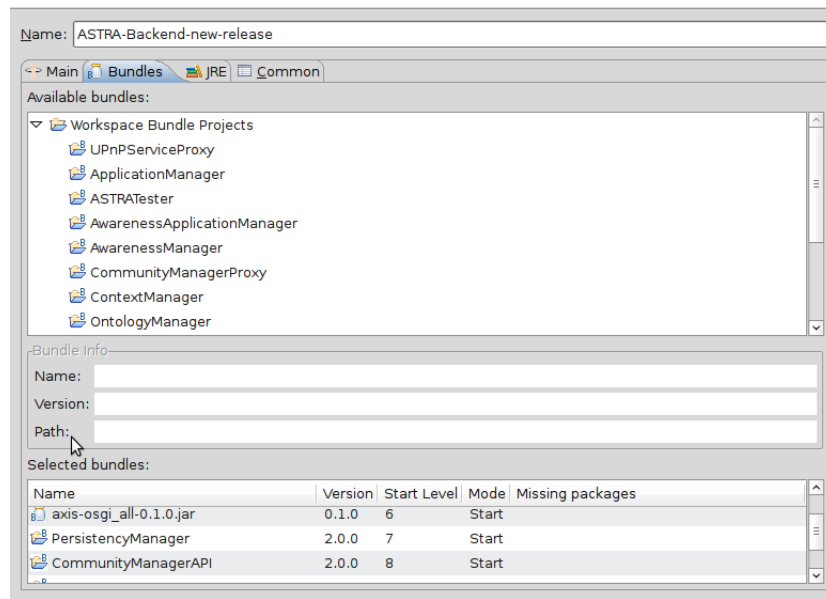 Name: ASTRA-Backend-new-release
Main Bundles JRE Common
Available bundles:
Workspace Bundle Projects
UPnPServiceProxy
ApplicationManager
ASTRATester
AwarenessApplicationManager
AwarenessManager
CommunityManagerProxy
ContextManager
OntologyManager
Bundle Info
Name:
Version:
Path:
Selected bundles:
Name Version Start Level Mode Missing packages
axis-osgi_all-0.1.0.jar 0.1.0 6 Start
PersistencyManager 2.0.0 7 Start
CommunityManagerAPI 2.0.0 8 Start